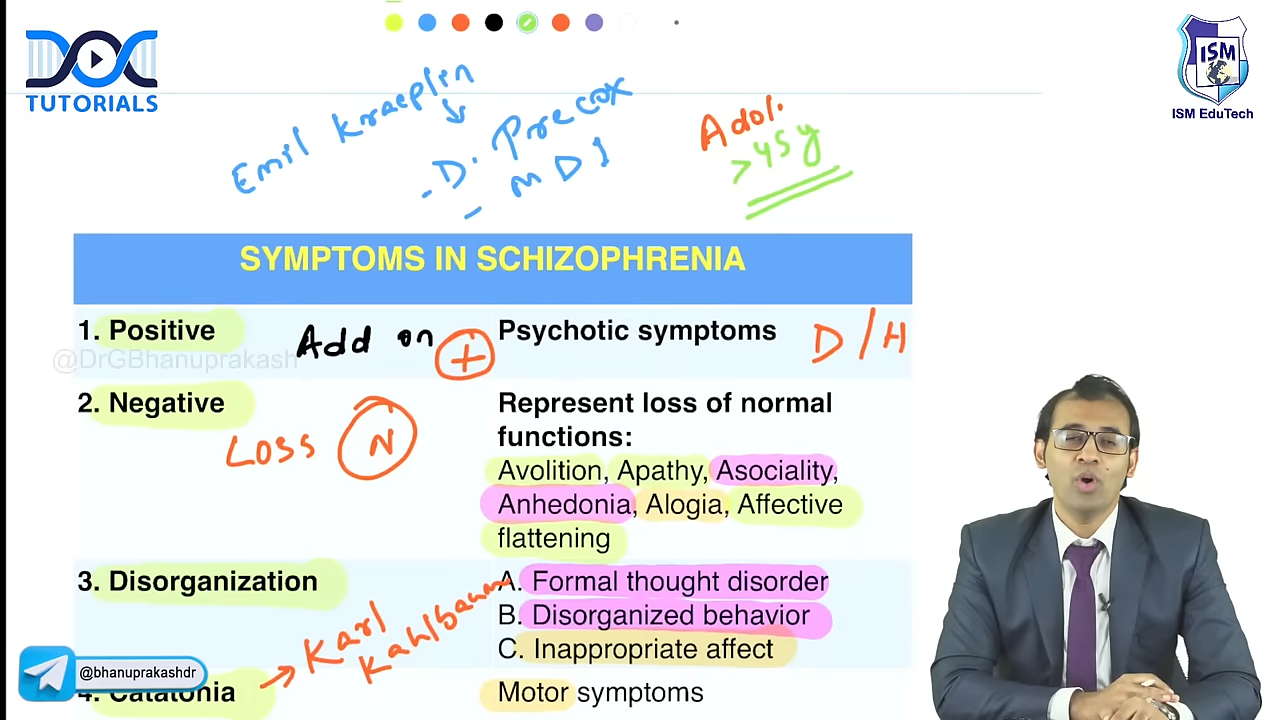 DOC
TUTORIALS
ISM
ISM EduTech
Emil Kraeplin
- D. Precox
- MDI
Adol.
>45y
SYMPTOMS IN SCHIZOPHRENIA
1. Positive Add on + Psychotic symptoms D/H
@DrGBhanuprakash
2. Negative Represent loss of normal
functions:
Loss N
Avolition, Apathy, Asociality,
Anhedonia, Alogia, Affective
flattening
3. Disorganization A. Formal thought disorder
B. Disorganized behavior
C. Inappropriate affect
Karl
Kahlbaum
@bhanuprakashdr
4. Catatonia Motor symptoms